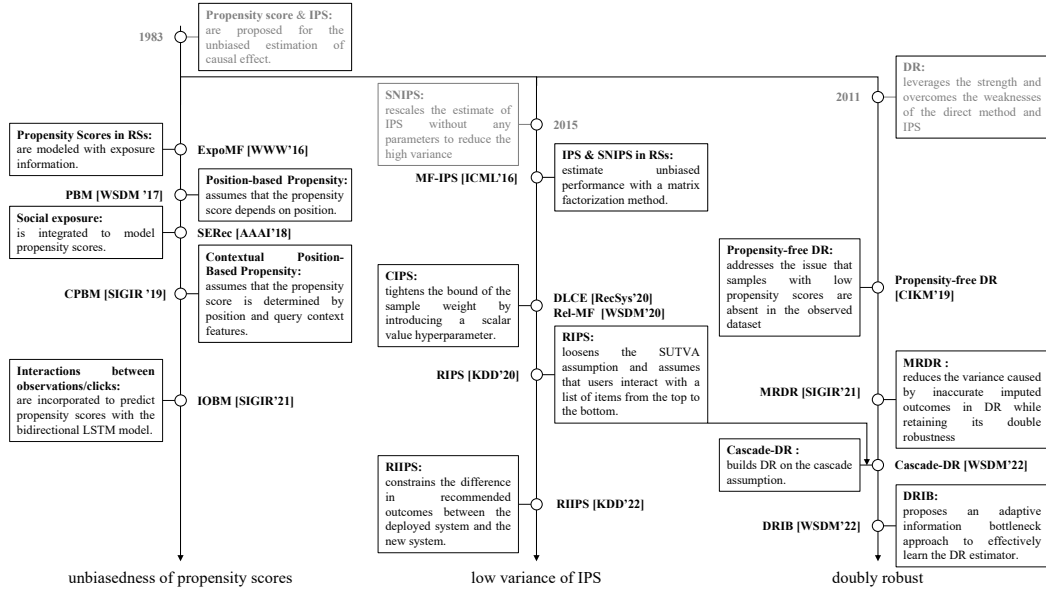 1983
Propensity score & IPS:
are proposed for the
unbiased estimation of
causal effect.
Propensity Scores in RSs:
are modeled with exposure
information.
ExpoMF [WWW'16]
PBM [WSDM '17]
Position-based Propensity:
assumes that the propensity
score depends on position.
Social exposure:
is integrated to model
propensity scores.
SERec [AAAI'18]
CPBM [SIGIR '19]
Contextual Position-
Based Propensity:
assumes that the propensity
score is determined by
position and query context
features.
Interactions between
observations/clicks:
are incorporated to predict
propensity scores with the
bidirectional LSTM model.
IOBM [SIGIR'21]
unbiasedness of propensity scores
SNIPS:
rescales the estimate of
IPS without any
parameters to reduce the
high variance
2015
MF-IPS [ICML'16]
IPS & SNIPS in RSs:
estimate unbiased
performance with a matrix
factorization method.
CIPS:
tightens the bound of the
sample weight by
introducing a scalar
value hyperparameter.
DLCE [RecSys'20]
Rel-MF [WSDM'20]
RIPS [KDD'20]
RIPS:
loosens the SUTVA
assumption and assumes
that users interact with a
list of items from the top to
the bottom.
RIIPS:
constrains the difference
in recommended
outcomes between the
deployed system and the
new system.
RIIPS [KDD'22]
low variance of IPS
2011
DR:
leverages the strength and
overcomes the weaknesses
of the direct method and
IPS
Propensity-free DR:
addresses the issue that
samples with low
propensity scores are
absent in the observed
dataset
Propensity-free DR
[CIKM'19]
MRDR [SIGIR'21]
MRDR :
reduces the variance caused
by inaccurate imputed
outcomes in DR while
retaining its double
robustness
Cascade-DR :
builds DR on the cascade
assumption.
Cascade-DR [WSDM'22]
DRIB [WSDM'22]
DRIB:
proposes an adaptive
information bottleneck
approach to effectively
learn the DR estimator.
doubly robust